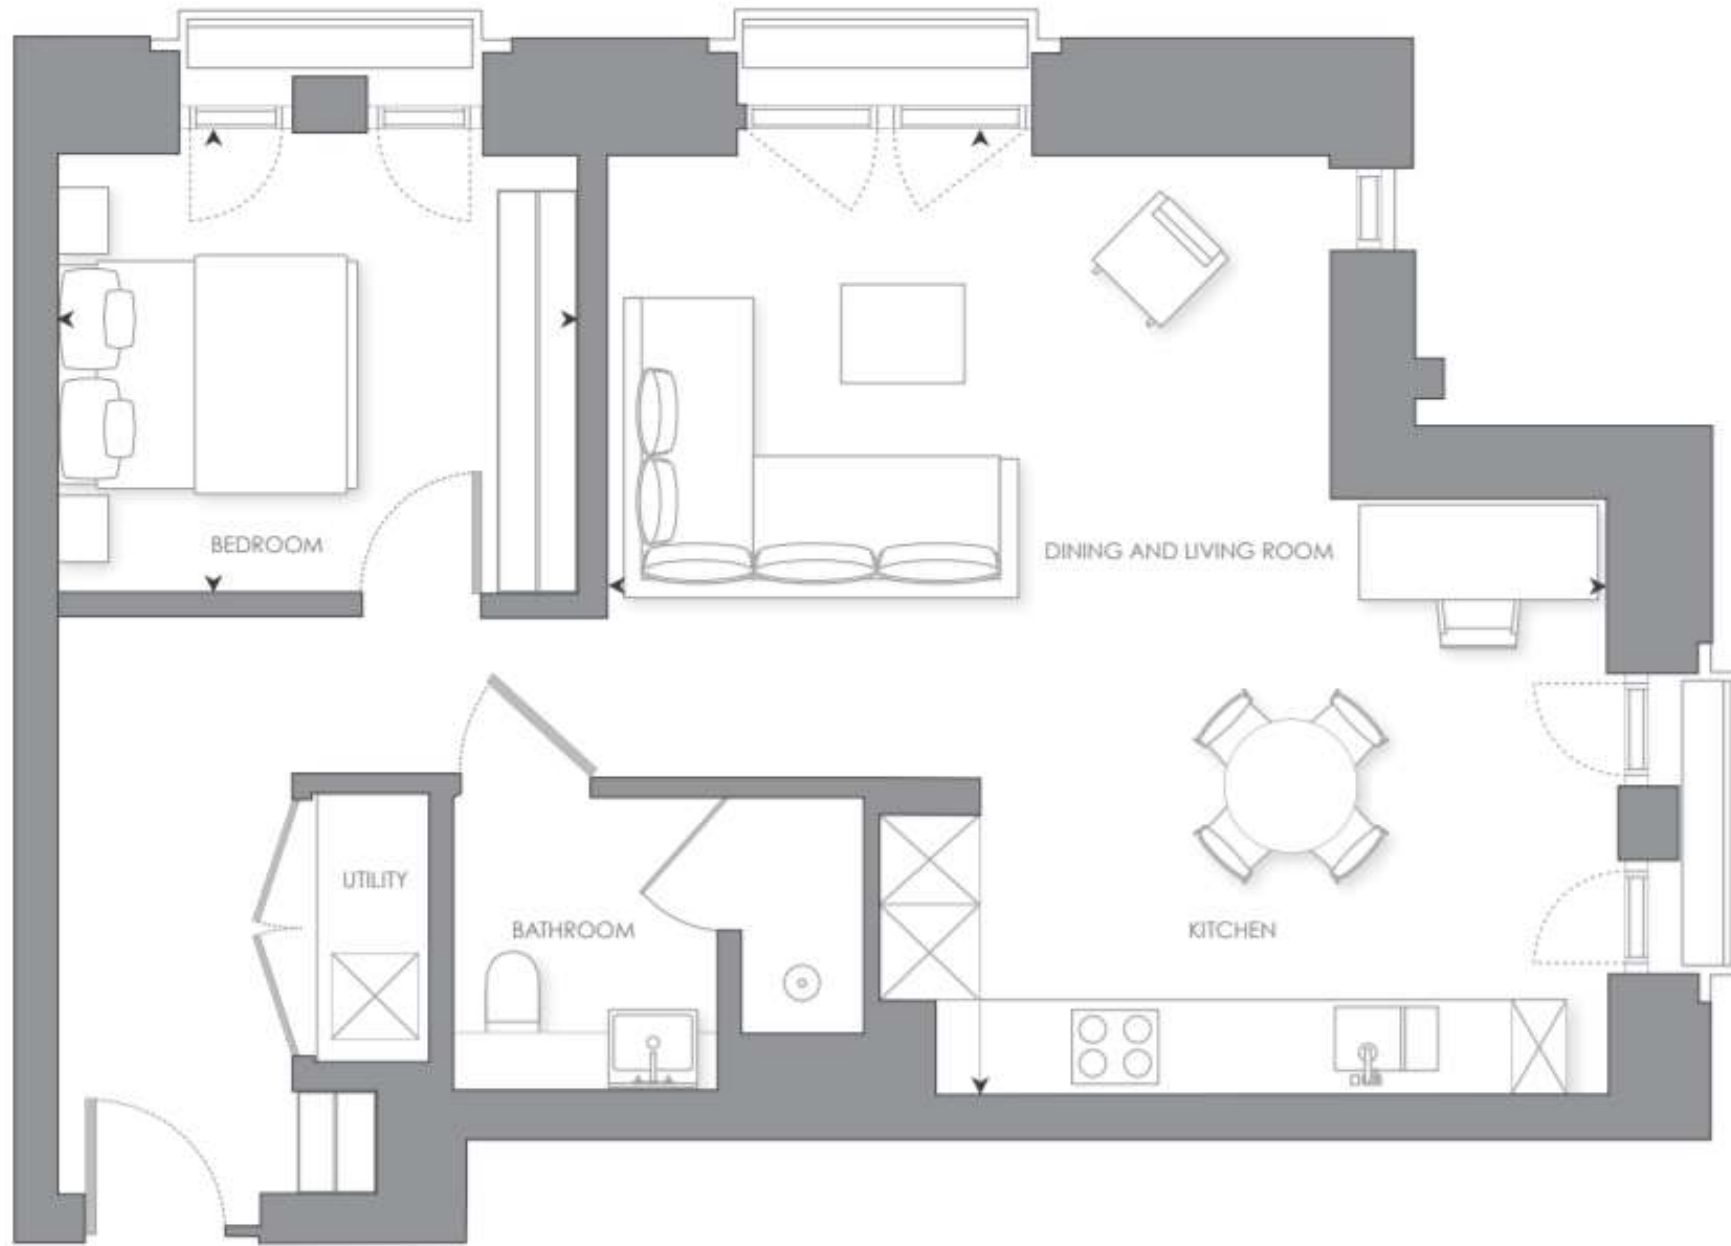 BEDROOM
DINING AND LIVING ROOM
UTILITY
BATHROOM
KITCHEN